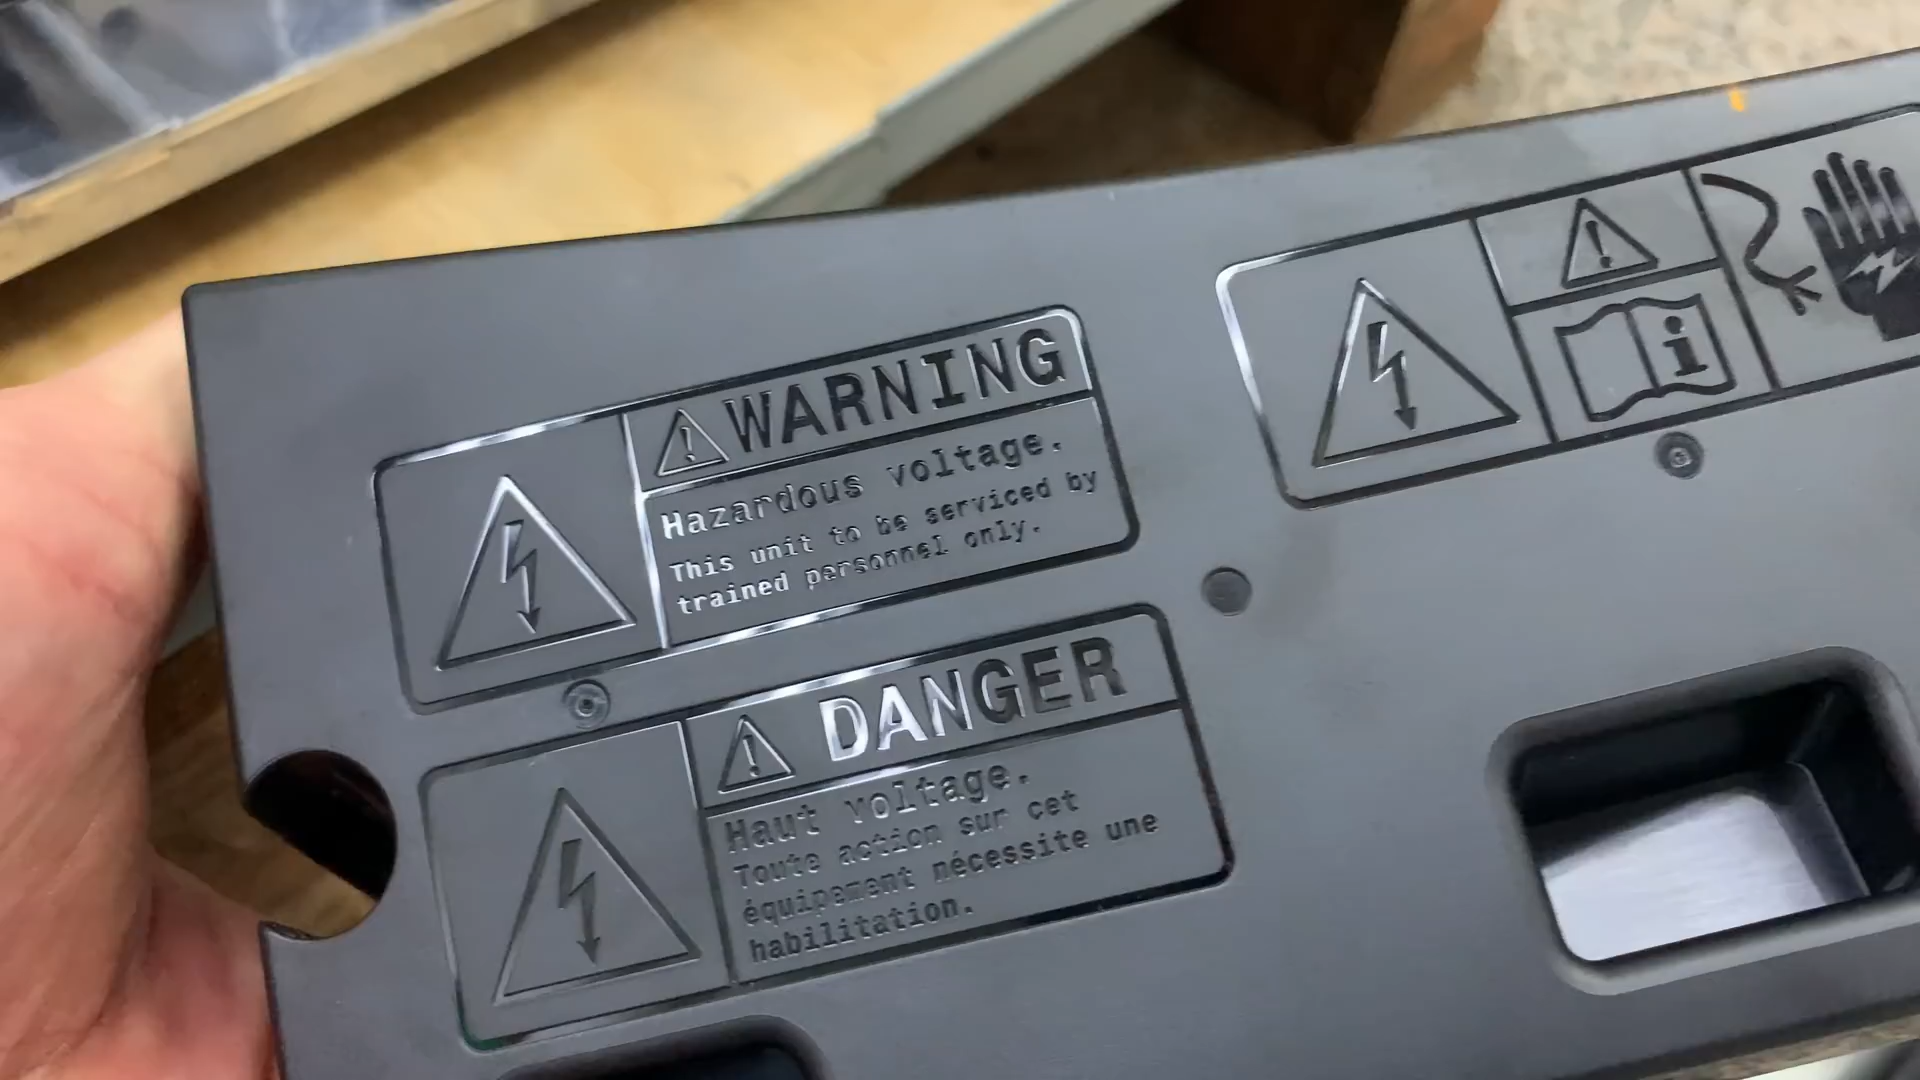 WARNING
Hazardous voltage.
This unit to be serviced by
trained personnel only.
DANGER
Haut voltage.
Toute action sur cet
équipement nécessite une
habilitation.